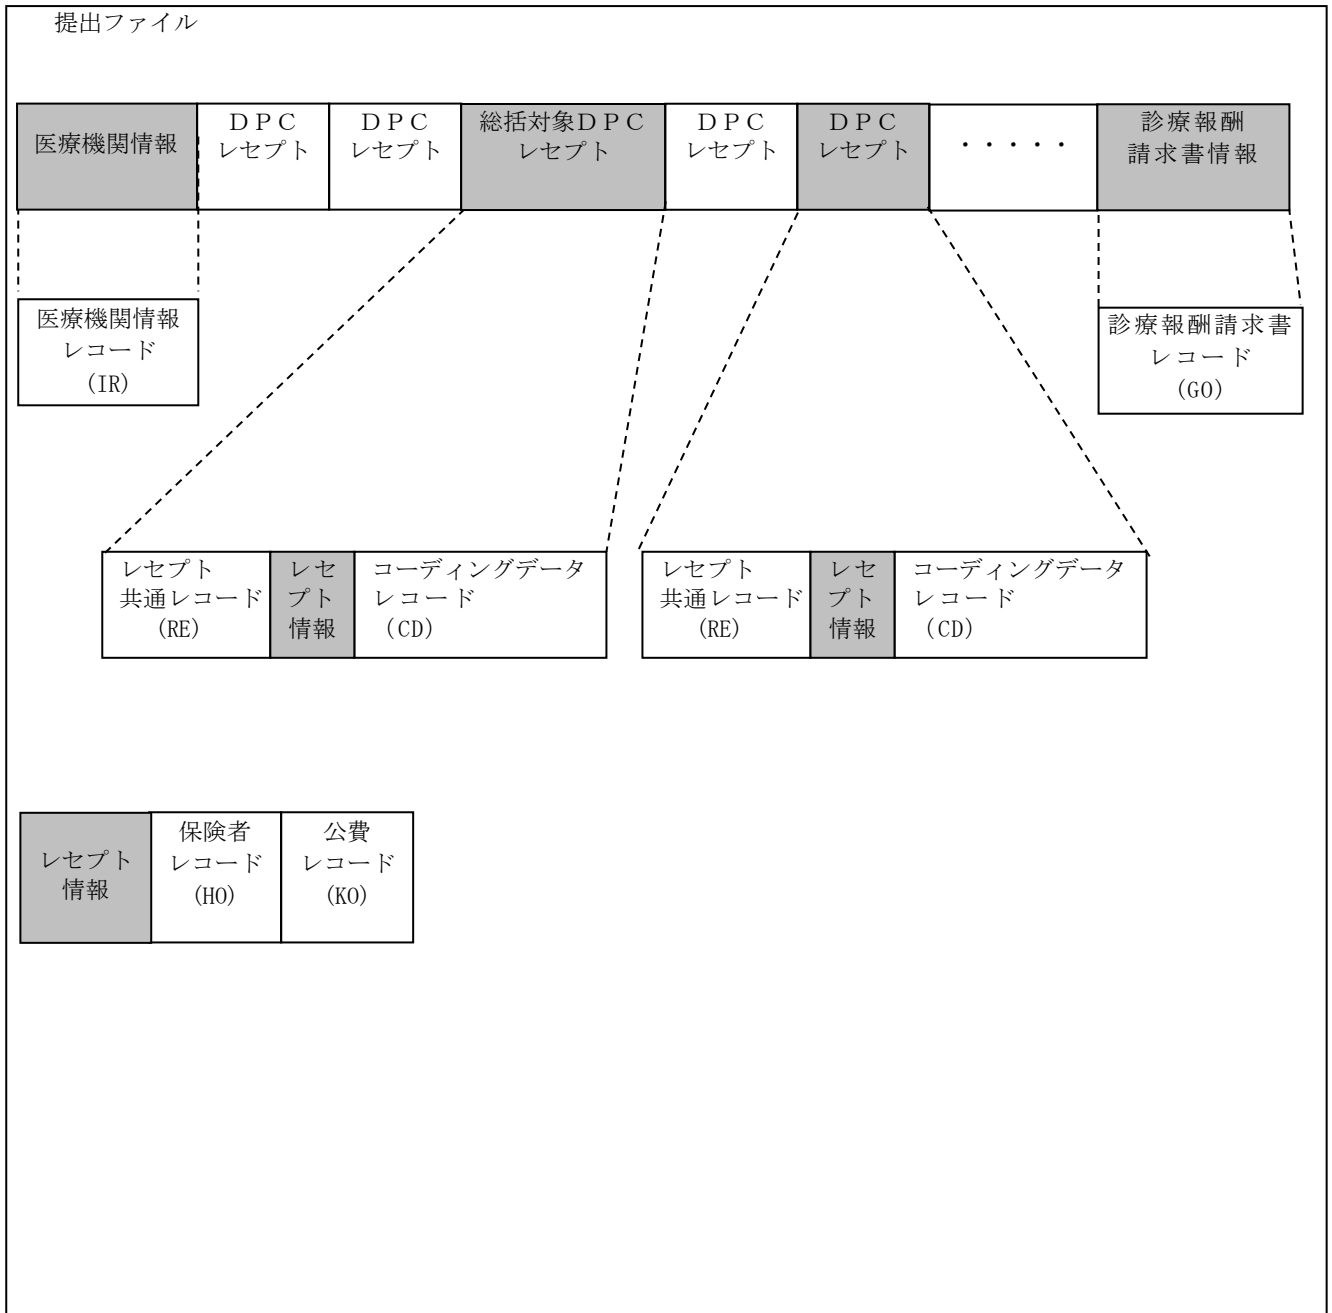 提出ファイル
医療機関情報
ＤＰＣ
レセプト
ＤＰＣ
レセプト
総括対象ＤＰＣ
レセプト
ＤＰＣ
レセプト
ＤＰＣ
レセプト
・・・・・
診療報酬
請求書情報
医療機関情報
レコード
(IR)
診療報酬請求書
レコード
(GO)
レセプト
共通レコード
(RE)
レセ
プト
情報
コーディングデータ
レコード
(CD)
レセプト
共通レコード
(RE)
レセ
プト
情報
コーディングデータ
レコード
(CD)
レセプト
情報
保険者
レコード
(HO)
公費
レコード
(KO)